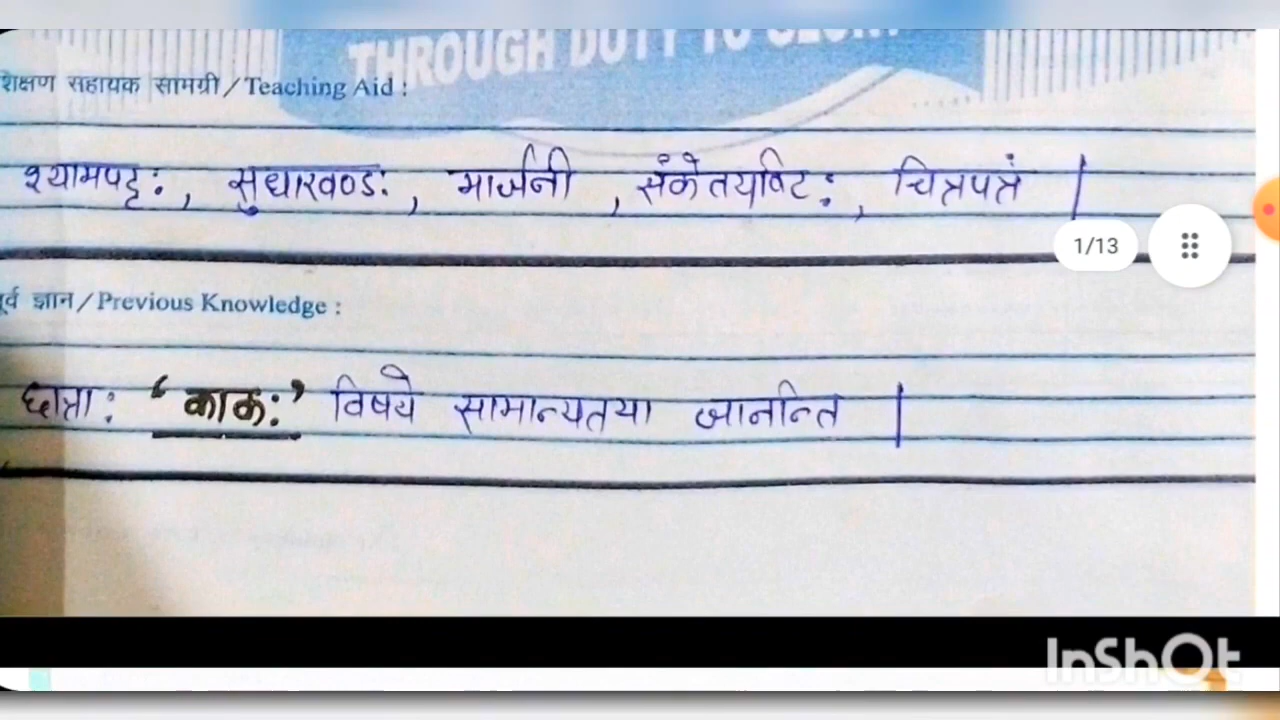 THROUGH DUTY TO GLORY
शिक्षण सहायक सामग्री / Teaching Aid :
श्यामपट्टः, सुधाखण्डः, मार्जनी, संकेतयष्टिः, चित्रपत्रं |
1/13
पूर्व ज्ञान / Previous Knowledge :
छात्राः ‘काकः’ विषये सामान्यतया जानन्ति |
InShOt